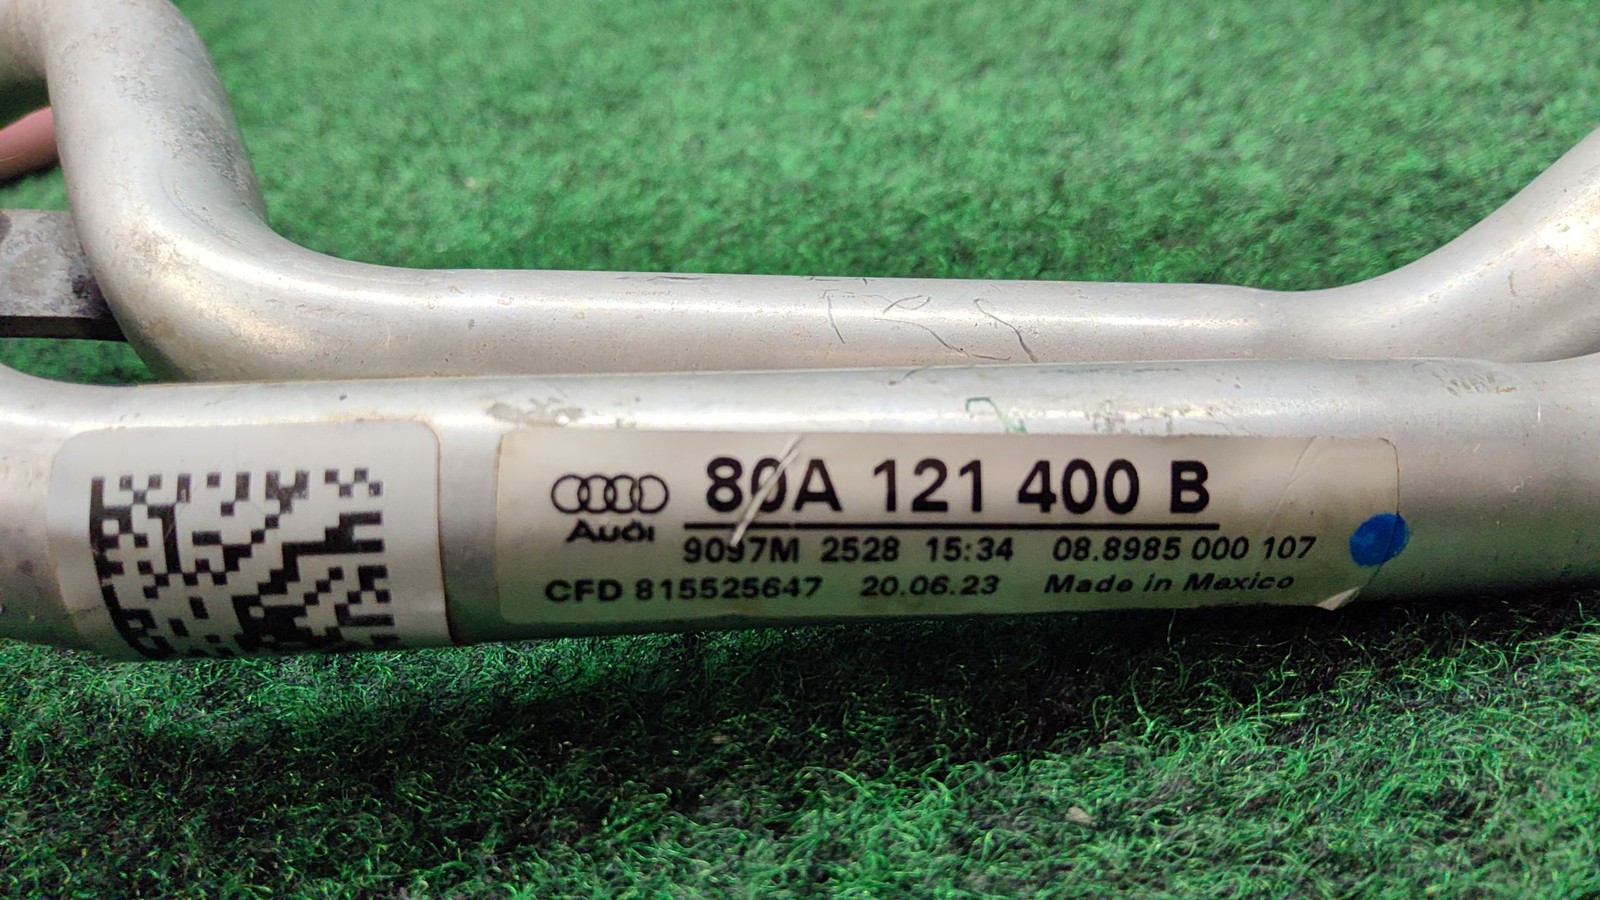 80A 121 400 B
Audi
9097M 2528 15:34 08.8985 000 107
CFD 815525647 20.06.23 Made in Mexico